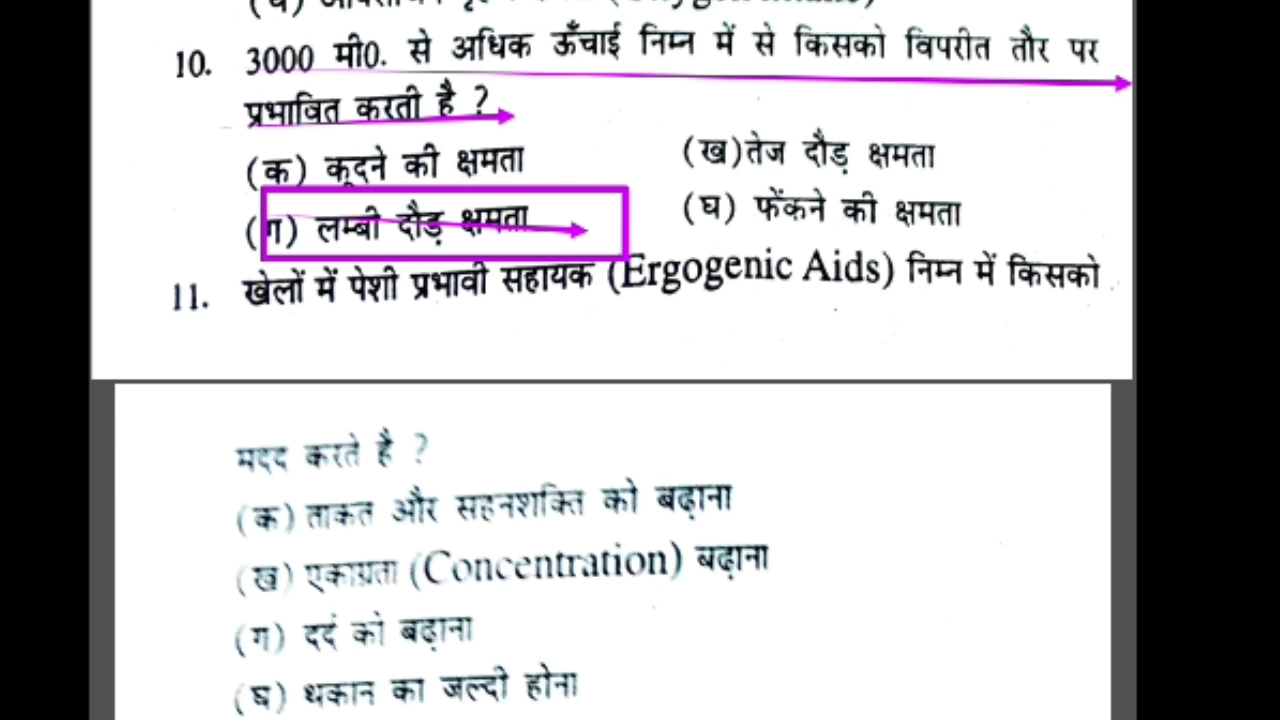 10. 3000 मी0. से अधिक ऊँचाई निम्न में से किसको विपरीत तौर पर
प्रभावित करती है ?
(क) कूदने की क्षमता (ख)तेज दौड़ क्षमता
(ग) लम्बी दौड़ क्षमता (घ) फेंकने की क्षमता
11. खेलों में पेशी प्रभावी सहायक (Ergogenic Aids) निम्न में किसको
मदद करते है ?
(क) ताकत और सहनशक्ति को बढ़ाना
(ख) एकाग्रता (Concentration) बढ़ाना
(ग) दर्द को बढ़ाना
(घ) थकान का जल्दी होना